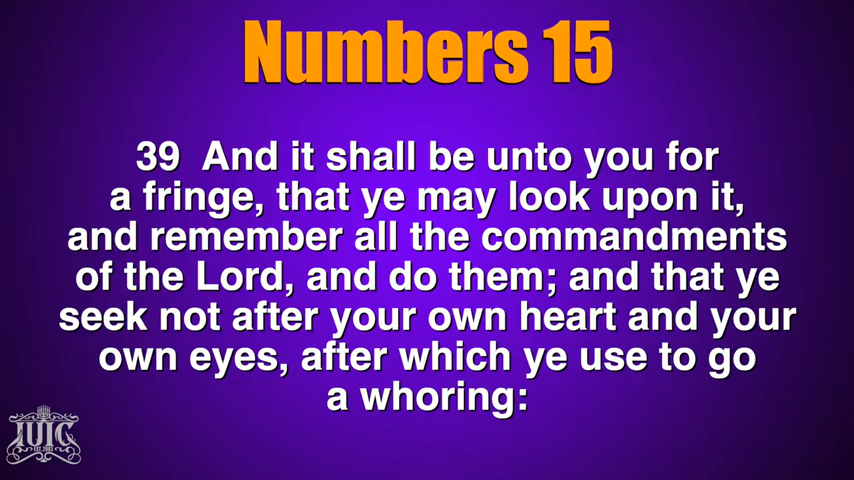 Numbers 15
39 And it shall be unto you for
a fringe, that ye may look upon it,
and remember all the commandments
of the Lord, and do them; and that ye
seek not after your own heart and your
own eyes, after which ye use to go
a whoring:
IUIC